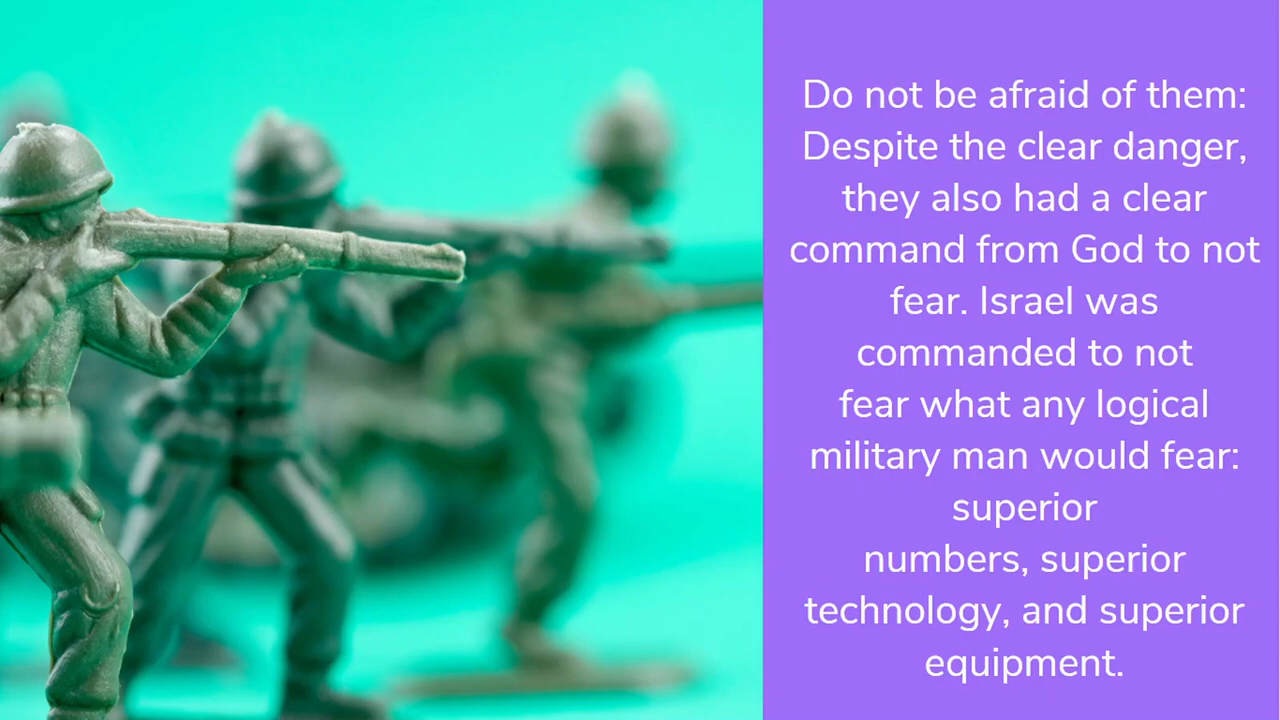 Do not be afraid of them:
Despite the clear danger,
they also had a clear
command from God to not
fear. Israel was
commanded to not
fear what any logical
military man would fear:
superior
numbers, superior
technology, and superior
equipment.